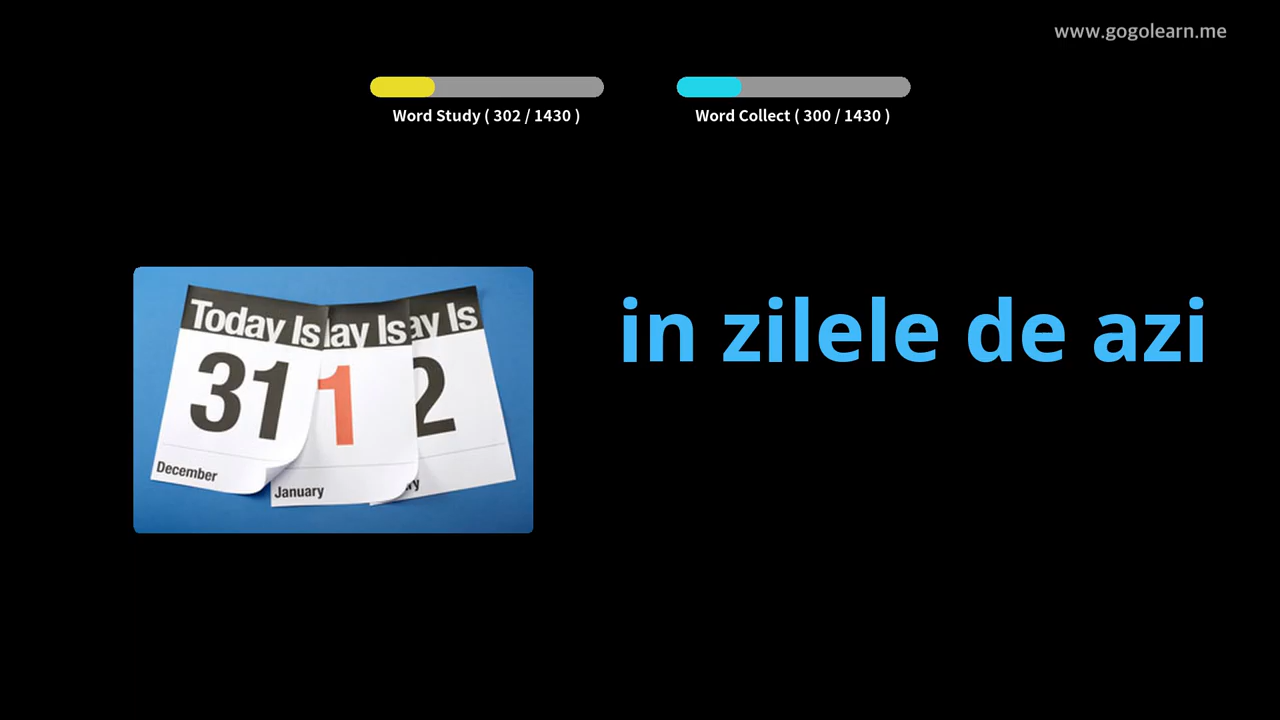 www.gogolearn.me
Word Study ( 302 / 1430 )
Word Collect ( 300 / 1430 )
in zilele de azi
Today Is
ay Is
ay Is
31
1
2
December
January
ry